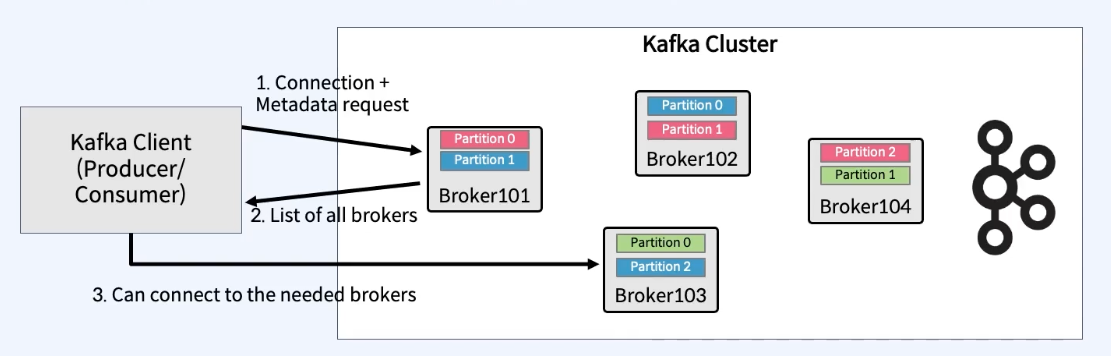 Kafka Cluster
1. Connection +
Metadata request
Kafka Client
(Producer/
Consumer)
Partition 0
Partition 1
Broker101
2. List of all brokers
Partition 0
Partition 1
Broker102
Partition 2
Partition 1
Broker104
Partition 0
Partition 2
Broker103
3. Can connect to the needed brokers